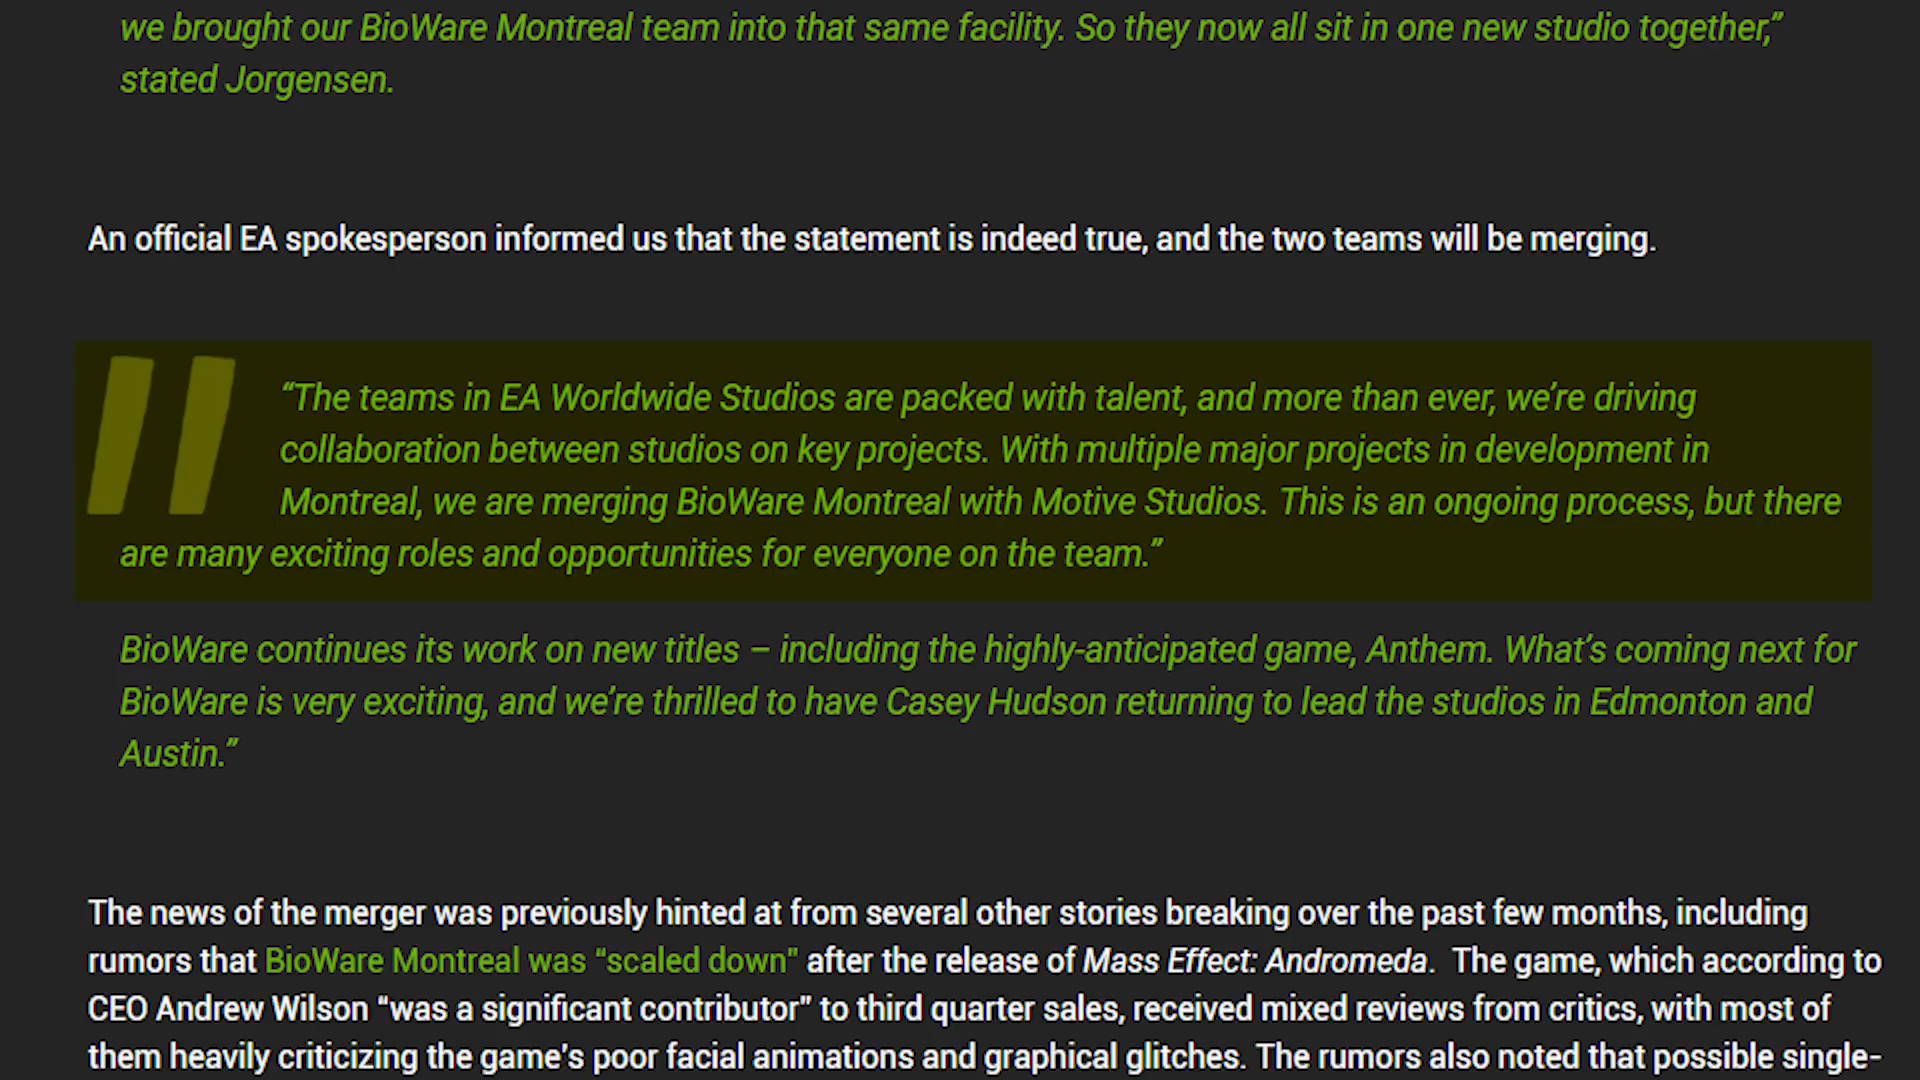 we brought our BioWare Montreal team into that same facility. So they now all sit in one new studio together,”
stated Jorgensen.
An official EA spokesperson informed us that the statement is indeed true, and the two teams will be merging.
“The teams in EA Worldwide Studios are packed with talent, and more than ever, we’re driving
collaboration between studios on key projects. With multiple major projects in development in
Montreal, we are merging BioWare Montreal with Motive Studios. This is an ongoing process, but there
are many exciting roles and opportunities for everyone on the team.”
BioWare continues its work on new titles – including the highly-anticipated game, Anthem. What’s coming next for
BioWare is very exciting, and we’re thrilled to have Casey Hudson returning to lead the studios in Edmonton and
Austin.”
The news of the merger was previously hinted at from several other stories breaking over the past few months, including
rumors that BioWare Montreal was “scaled down” after the release of Mass Effect: Andromeda.  The game, which according to
CEO Andrew Wilson “was a significant contributor” to third quarter sales, received mixed reviews from critics, with most of
them heavily criticizing the game’s poor facial animations and graphical glitches. The rumors also noted that possible single-